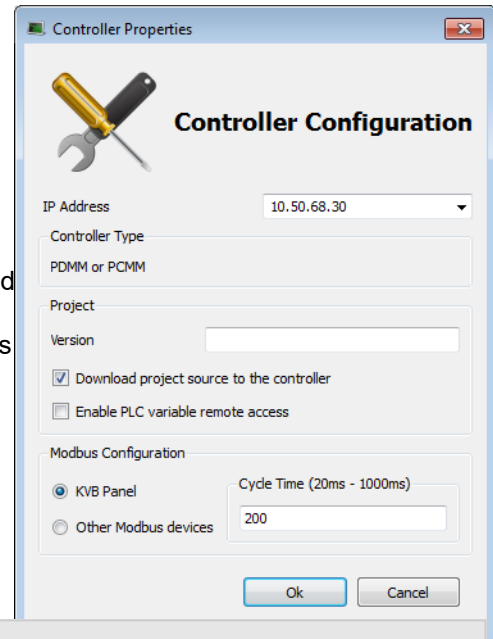 Controller Properties
Controller Configuration
IP Address 10.50.68.30
Controller Type
PDMM or PCMM
d
Project
s
Version
Download project source to the controller
Enable PLC variable remote access
Modbus Configuration
KVB Panel
Cycle Time (20ms - 1000ms)
200
Other Modbus devices
Ok Cancel